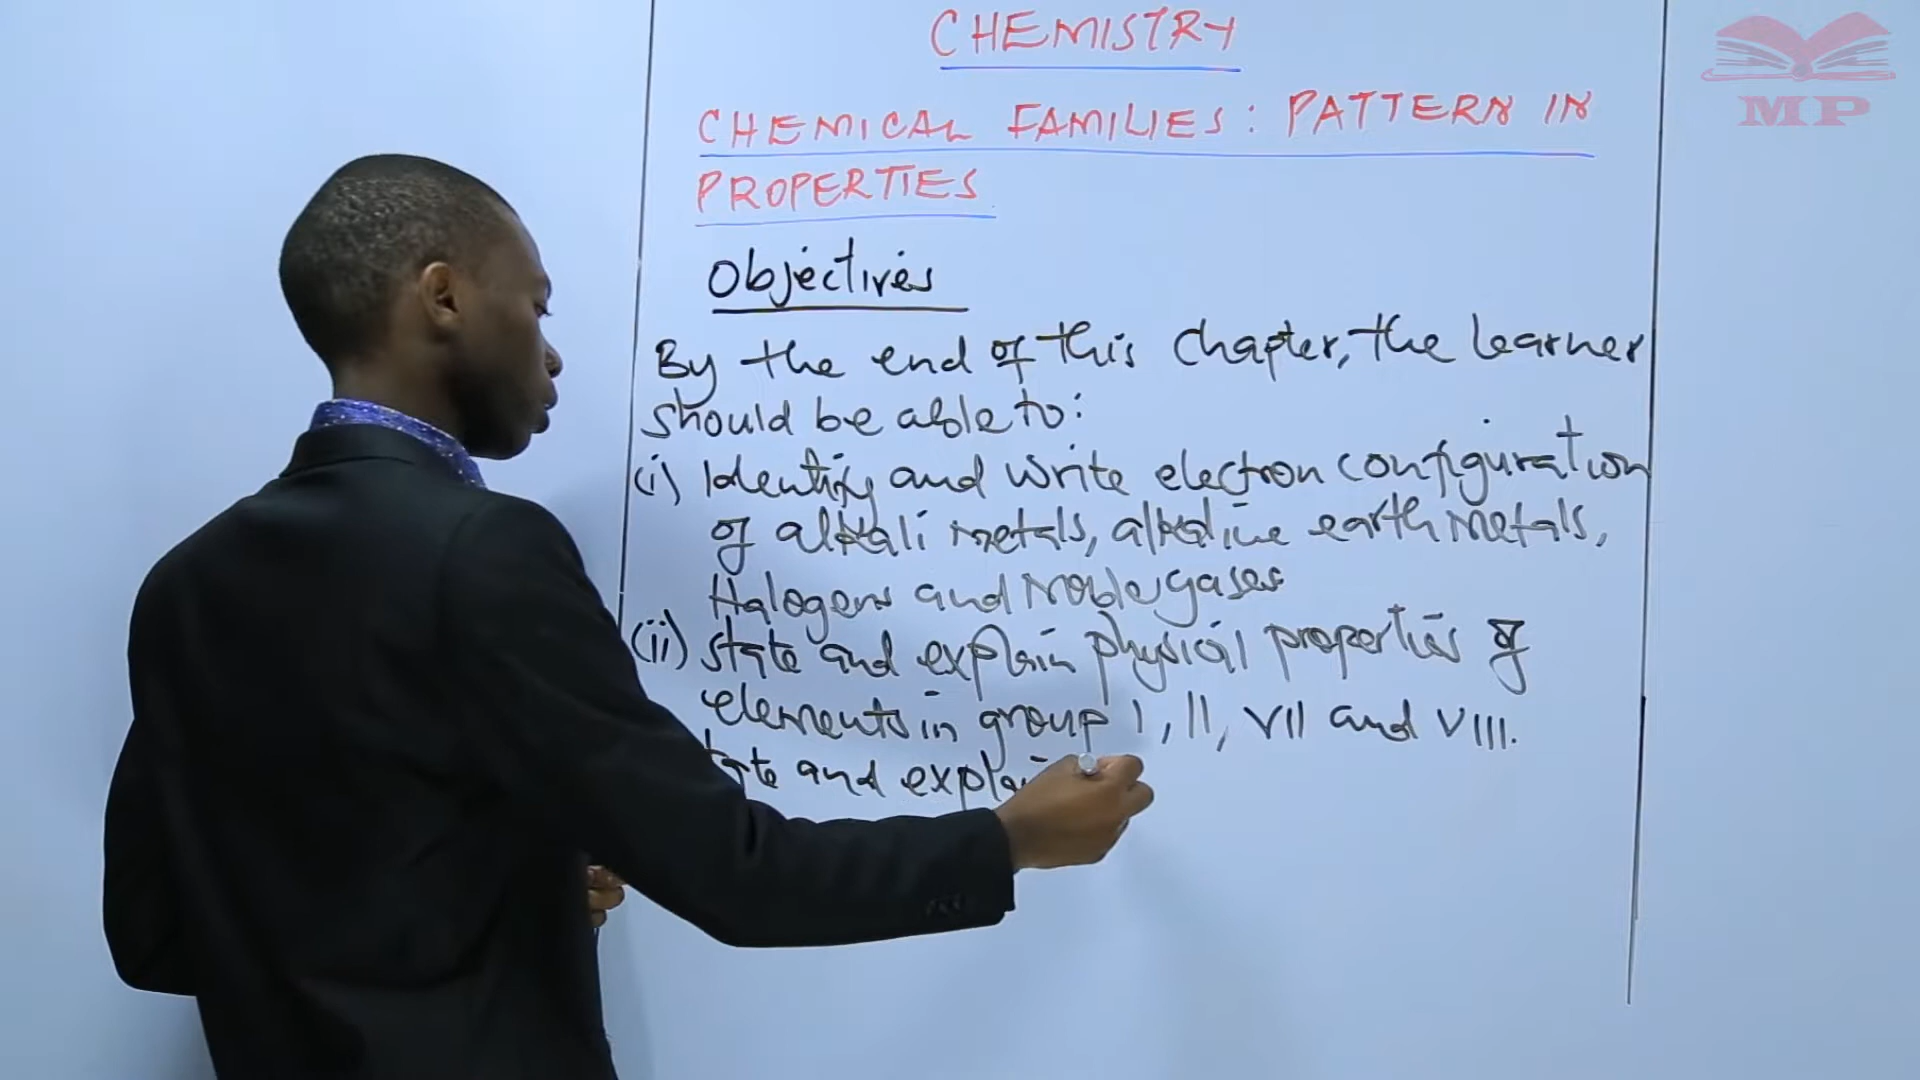 CHEMISTRY
MP
CHEMICAL FAMILIES: PATTERN IN
PROPERTIES
Objectives
By the end of this chapter, the learner
should be able to:
(i) Identify and write electron configuration
of alkali metals, alkaline earth metals,
Halogens and Noble gases
(ii) state and explain physical properties of
elements in group I, II, VII and VIII.
and